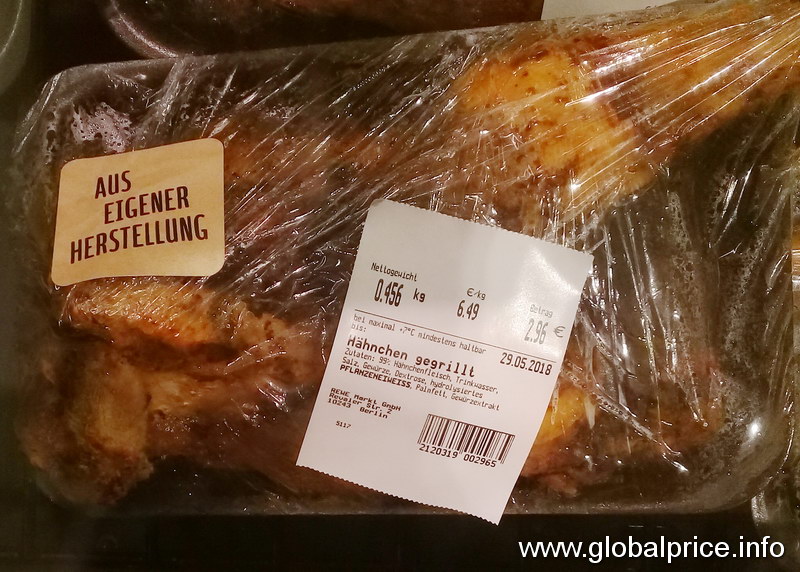 AUS
EIGENER
HERSTELLUNG
Nettogewicht €/kg Betrag
0.456 kg 6.49 2.96 €
bei maximal +7°C mindestens haltbar
bis: 29.05.2018
Hähnchen gegrillt
Zutaten: 99% Hähnchenfleisch, Trinkwasser,
Salz, Gewürze, Dextrose, hydrolysiertes
PFLANZENEIWEISS, Palmfett, Gewürzextrakt
REWE Markt GmbH
Revaler Str. 2
10243 Berlin
5117
2120319 002965
www.globalprice.info